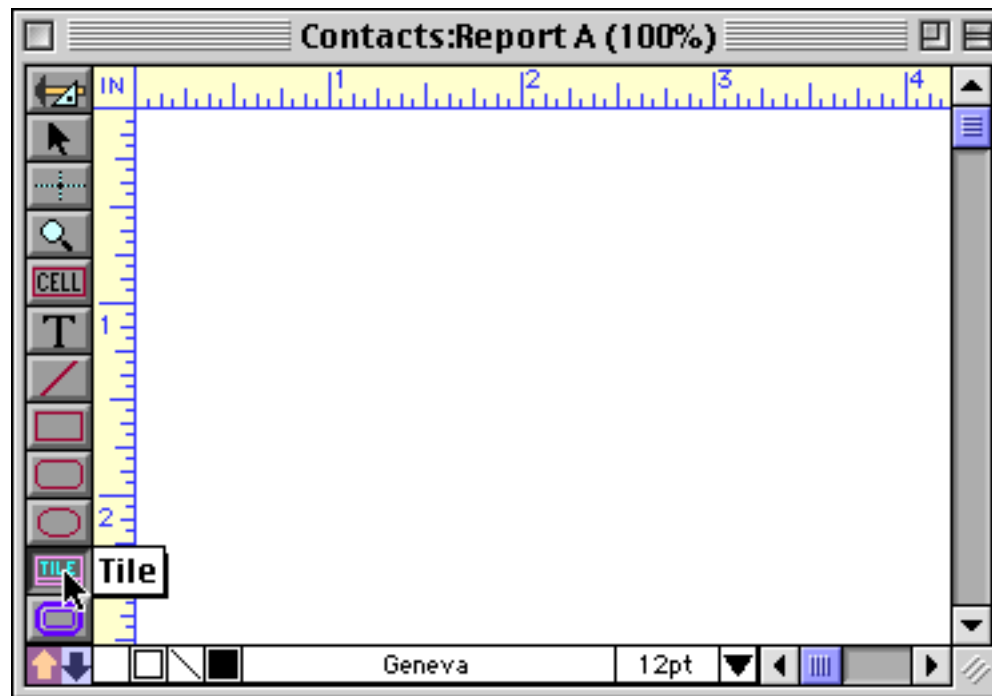 Contacts:Report A (100%)
IN 1 2 3 4
CELL
T
1
2
TILE
Tile
Geneva 12pt